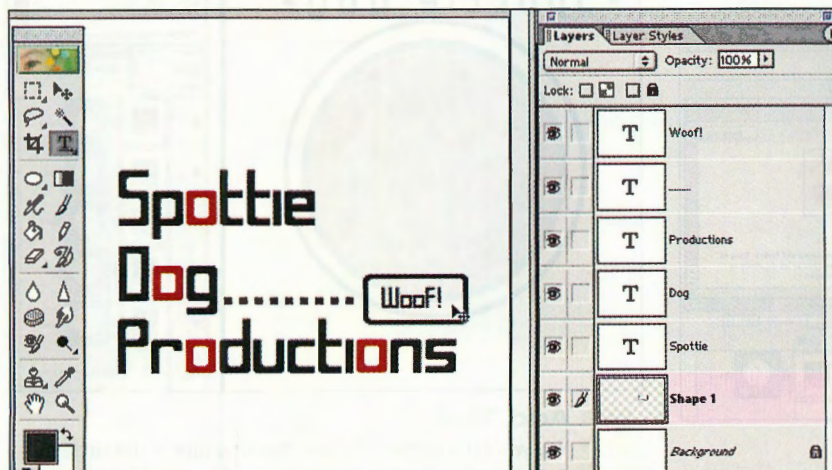 Spottie
Dog........ WooF!
Productions
Layers Layer Styles
Normal Opacity: 100%
Lock:
T Woof!
T ......
T Productions
T Dog
T Spottie
Shape 1
Background
T